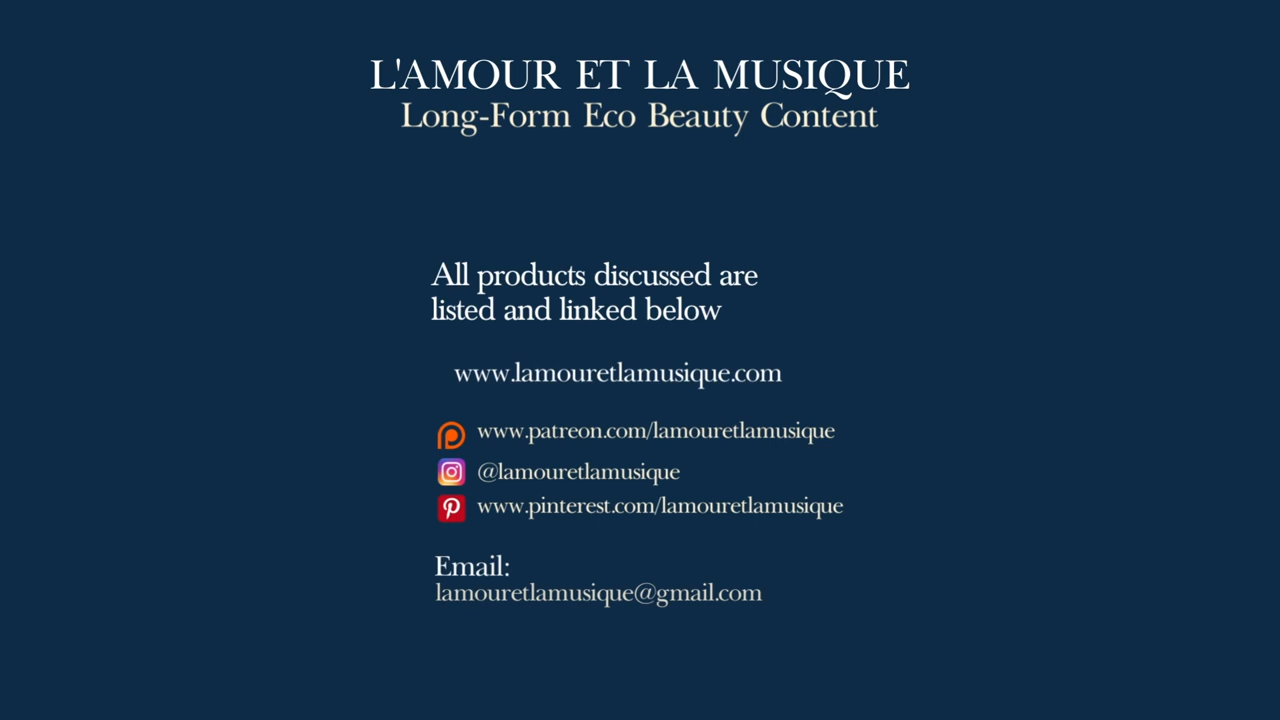 L'AMOUR ET LA MUSIQUE
Long-Form Eco Beauty Content
All products discussed are
listed and linked below
www.lamouretlamusique.com
www.patreon.com/lamouretlamusique
@lamouretlamusique
www.pinterest.com/lamouretlamusique
Email:
lamouretlamusique@gmail.com